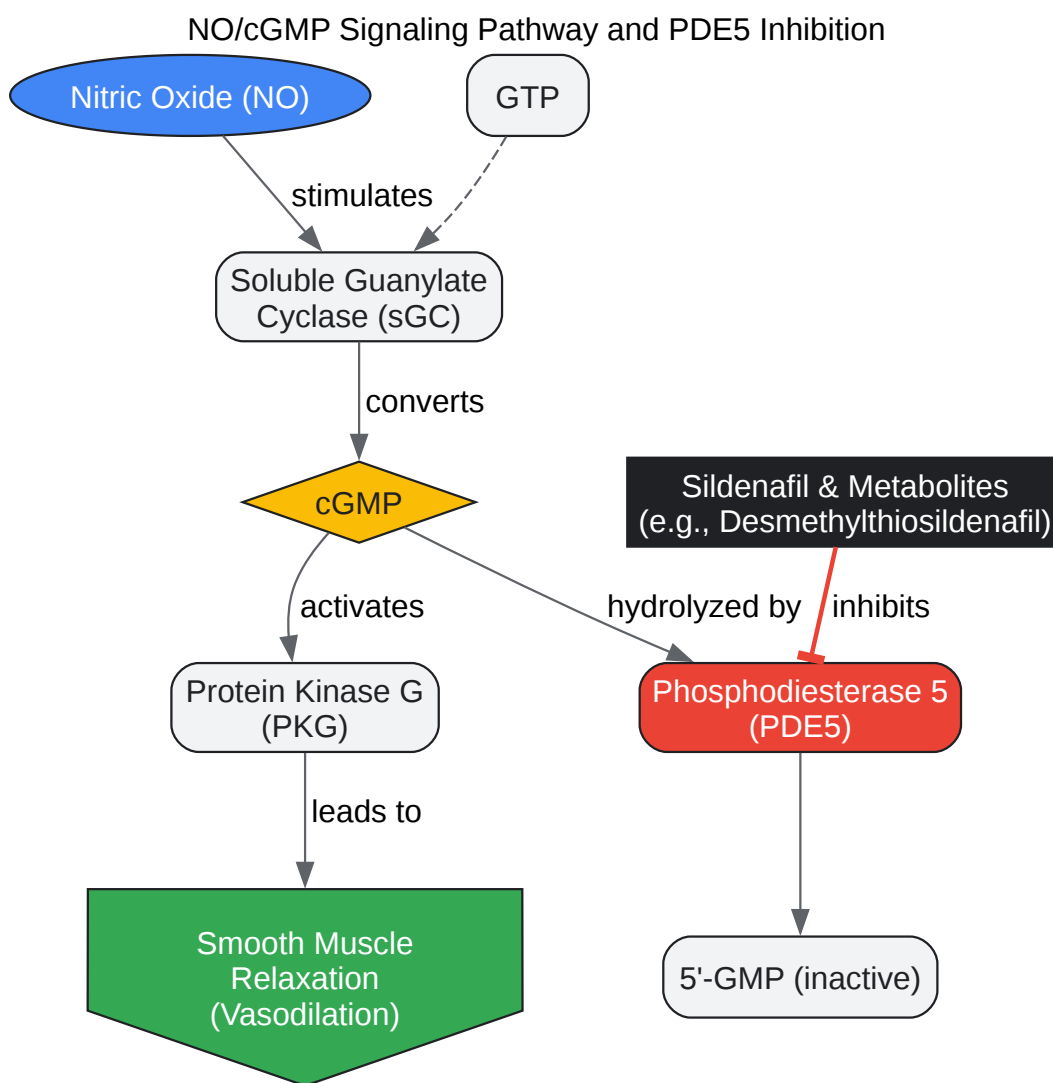 NO/cGMP Signaling Pathway and PDE5 Inhibition
Nitric Oxide (NO)
GTP
stimulates
Soluble Guanylate
Cyclase (sGC)
converts
cGMP
Sildenafil & Metabolites
(e.g., Desmethylthiosildenafil)
activates
hydrolyzed by
inhibits
Protein Kinase G
(PKG)
Phosphodiesterase 5
(PDE5)
leads to
Smooth Muscle
Relaxation
(Vasodilation)
5'-GMP (inactive)